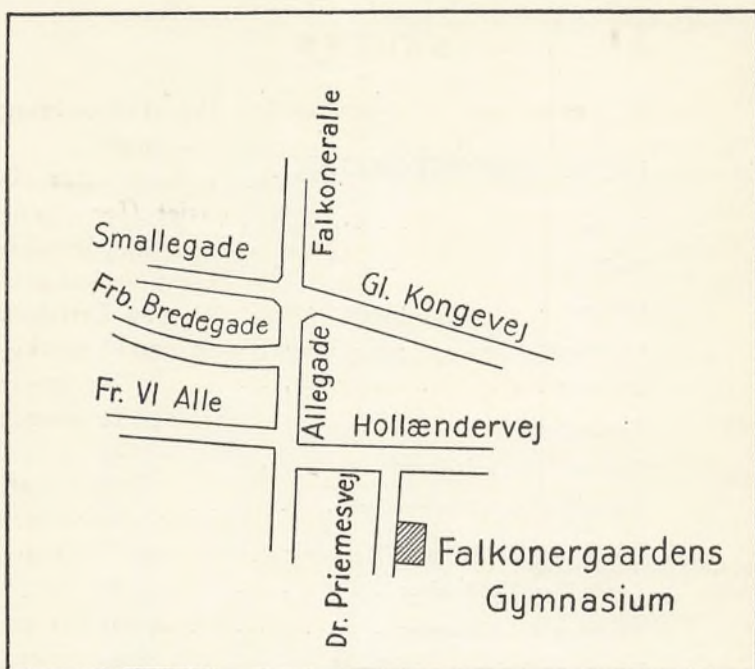 Falkoneralle
Smallegade
Frb. Bredegade
Gl. Kongevej
Allegade
Fr. VI Alle
Hollændervej
Dr. Priemesvej
Falkonergaardens
Gymnasium